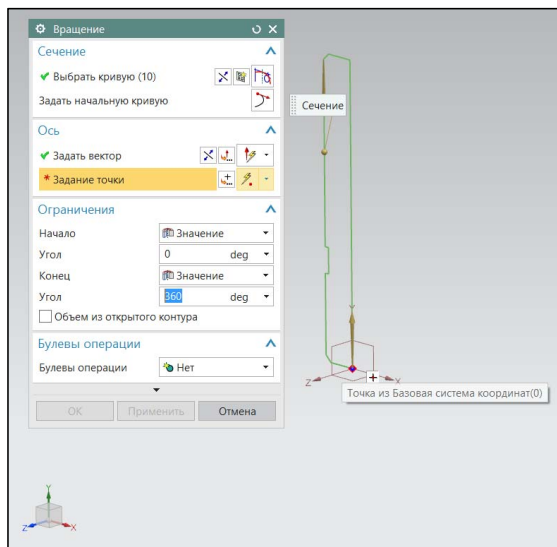 Вращение
Сечение
Выбрать кривую (10)
Задать начальную кривую
Ось
Задать вектор
* Задание точки
Ограничения
Начало
Значение
Угол
0 deg
Конец
Значение
Угол
360 deg
Объем из открытого контура
Булевы операции
Булевы операции
Нет
ОК Применить Отмена
Сечение
Y
Z X
Точка из Базовая система координат(0)
Y
Z X